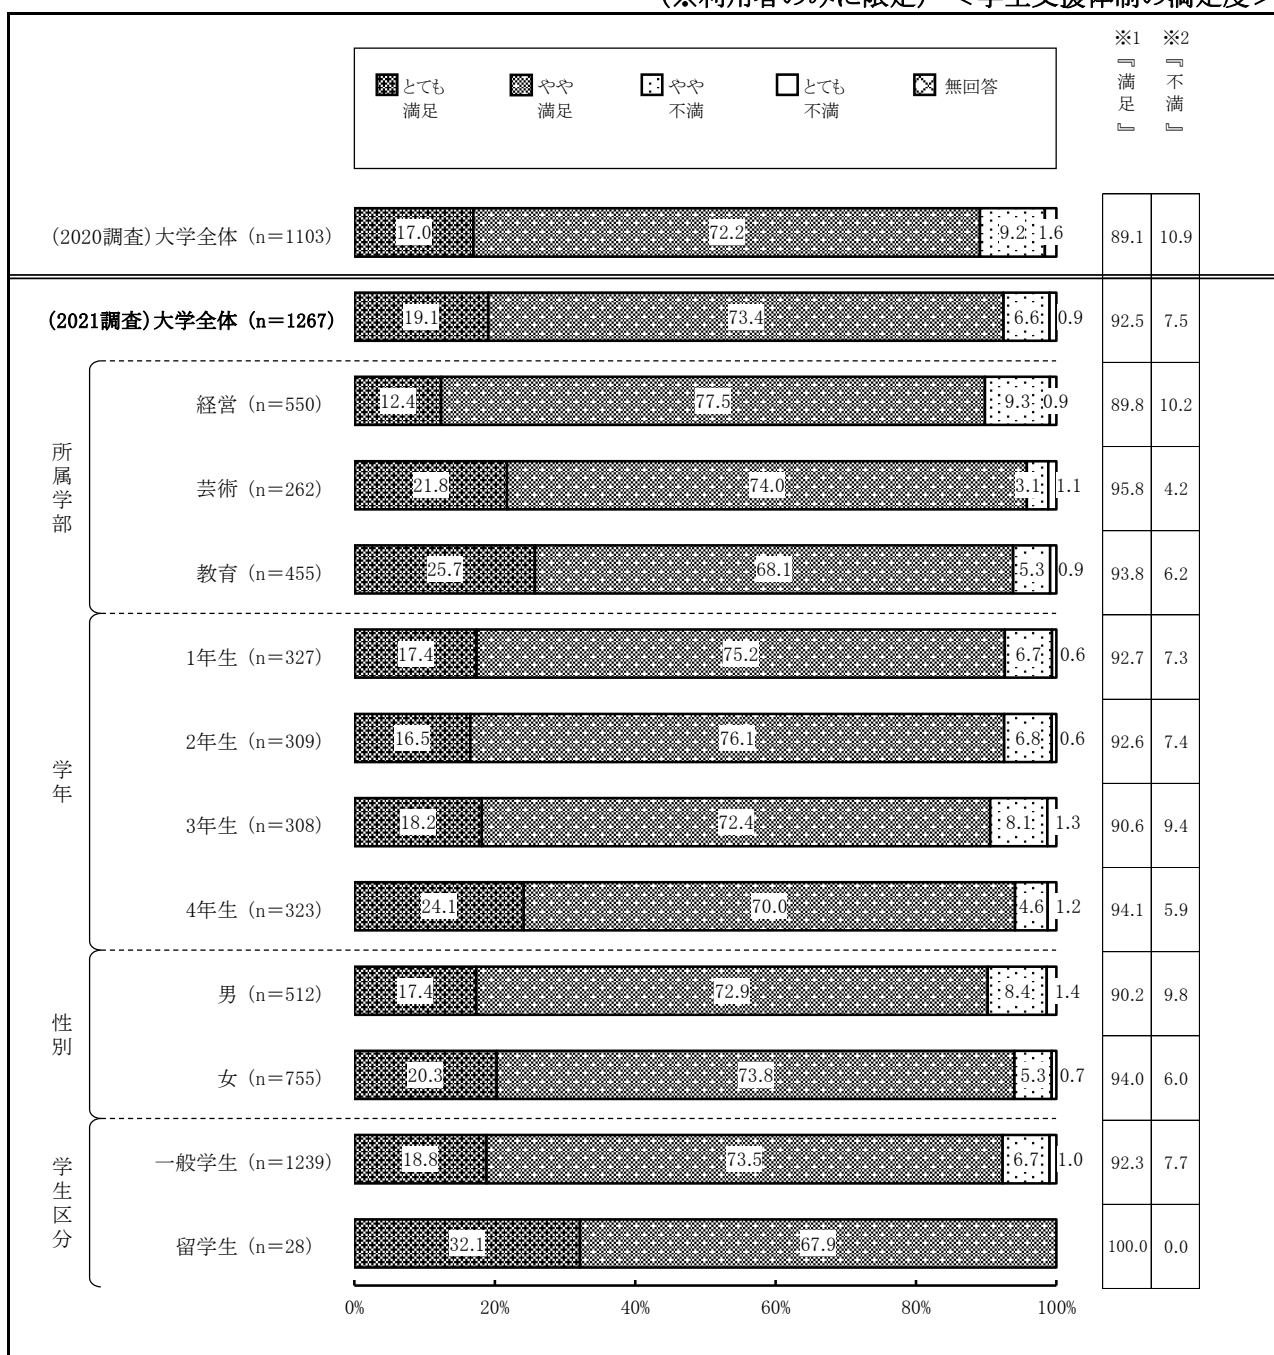 (※利用者のみに限定) <学生支援体制の満足度>
※1 ※2
『満足』
『不満』
とても満足
やや満足
やや不満
とても不満
無回答
(2020調査)大学全体 (n=1103) 17.0 72.2 9.2 1.6 89.1 10.9
(2021調査)大学全体 (n=1267) 19.1 73.4 6.6 0.9 92.5 7.5
所属学部
経営 (n=550) 12.4 77.5 9.3 0.9 89.8 10.2
芸術 (n=262) 21.8 74.0 3.1 1.1 95.8 4.2
教育 (n=455) 25.7 68.1 5.3 0.9 93.8 6.2
学年
1年生 (n=327) 17.4 75.2 6.7 0.6 92.7 7.3
2年生 (n=309) 16.5 76.1 6.8 0.6 92.6 7.4
3年生 (n=308) 18.2 72.4 8.1 1.3 90.6 9.4
4年生 (n=323) 24.1 70.0 4.6 1.2 94.1 5.9
性別
男 (n=512) 17.4 72.9 8.4 1.4 90.2 9.8
女 (n=755) 20.3 73.8 5.3 0.7 94.0 6.0
学生区分
一般学生 (n=1239) 18.8 73.5 6.7 1.0 92.3 7.7
留学生 (n=28) 32.1 67.9 100.0 0.0
0% 20% 40% 60% 80% 100%